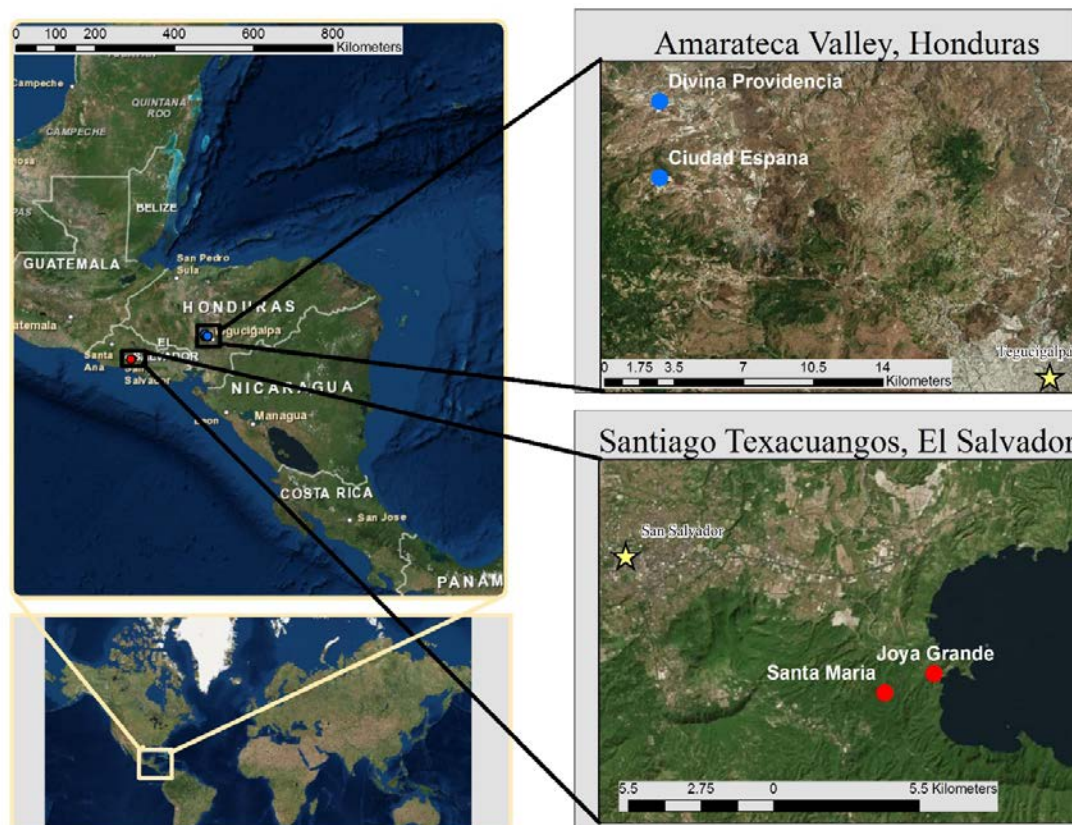 0 100 200 400 600 800
Kilometers
Campeche
QUINTANA
ROO
CAMPECHE
BELIZE
GUATEMALA
San Pedro
Sula
HONDURAS
EL
SALVADOR
Santa
Ana
San
Salvador
NICARAGUA
Leon
Managua
COSTA RICA
San Jose
PANAM
Amarateca Valley, Honduras
Divina Providencia
Ciudad Espana
Tegucigalpa
0 1.75 3.5 7 10.5 14
Kilometers
Santiago Texacuangos, El Salvador
San Salvador
Joya Grande
Santa Maria
5.5 2.75 0 5.5 Kilometers